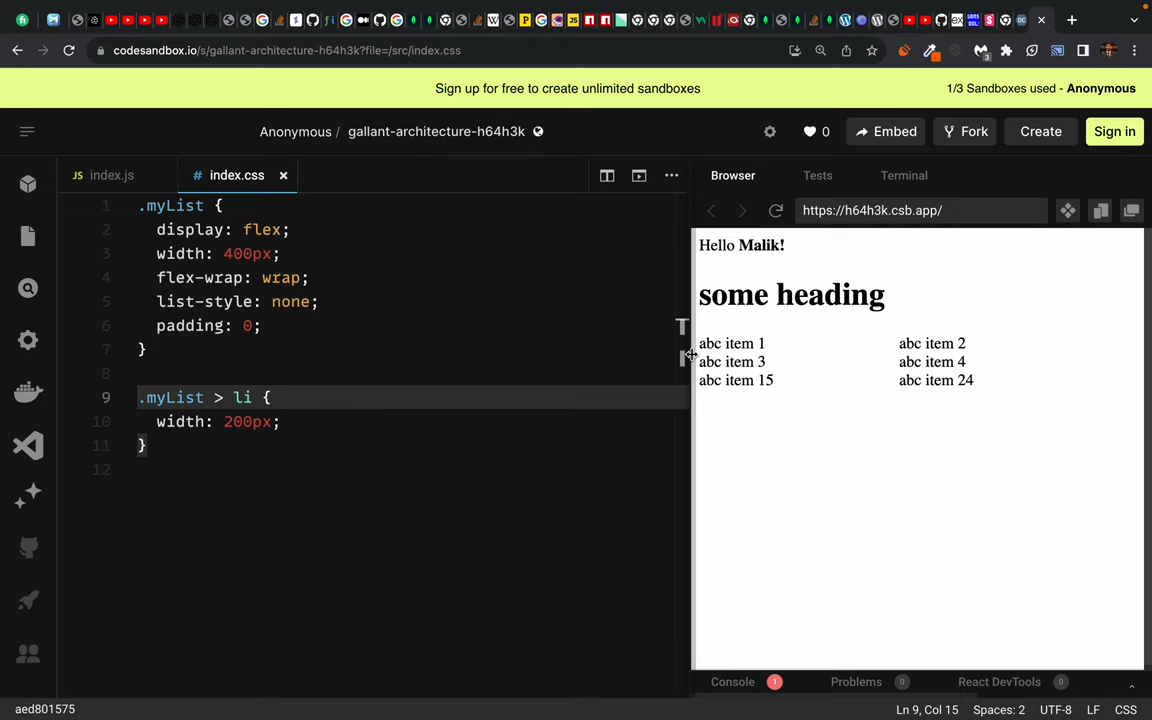 codesandbox.io/s/gallant-architecture-h64h3k?file=/src/index.css
3
Sign up for free to create unlimited sandboxes
1/3 Sandboxes used - Anonymous
Anonymous / gallant-architecture-h64h3k
0
Embed
Fork
Create
Sign in
JS index.js
# index.css
Browser
Tests
Terminal
https://h64h3k.csb.app/
1 .myList {
2 display: flex;
3 width: 400px;
4 flex-wrap: wrap;
5 list-style: none;
6 padding: 0;
7 }
8
9 .myList > li {
10 width: 200px;
11 }
12
Hello Malik!
some heading
abc item 1 abc item 2
abc item 3 abc item 4
abc item 15 abc item 24
Console 1
Problems 0
React DevTools 0
aed801575
Ln 9, Col 15
Spaces: 2
UTF-8
LF
CSS